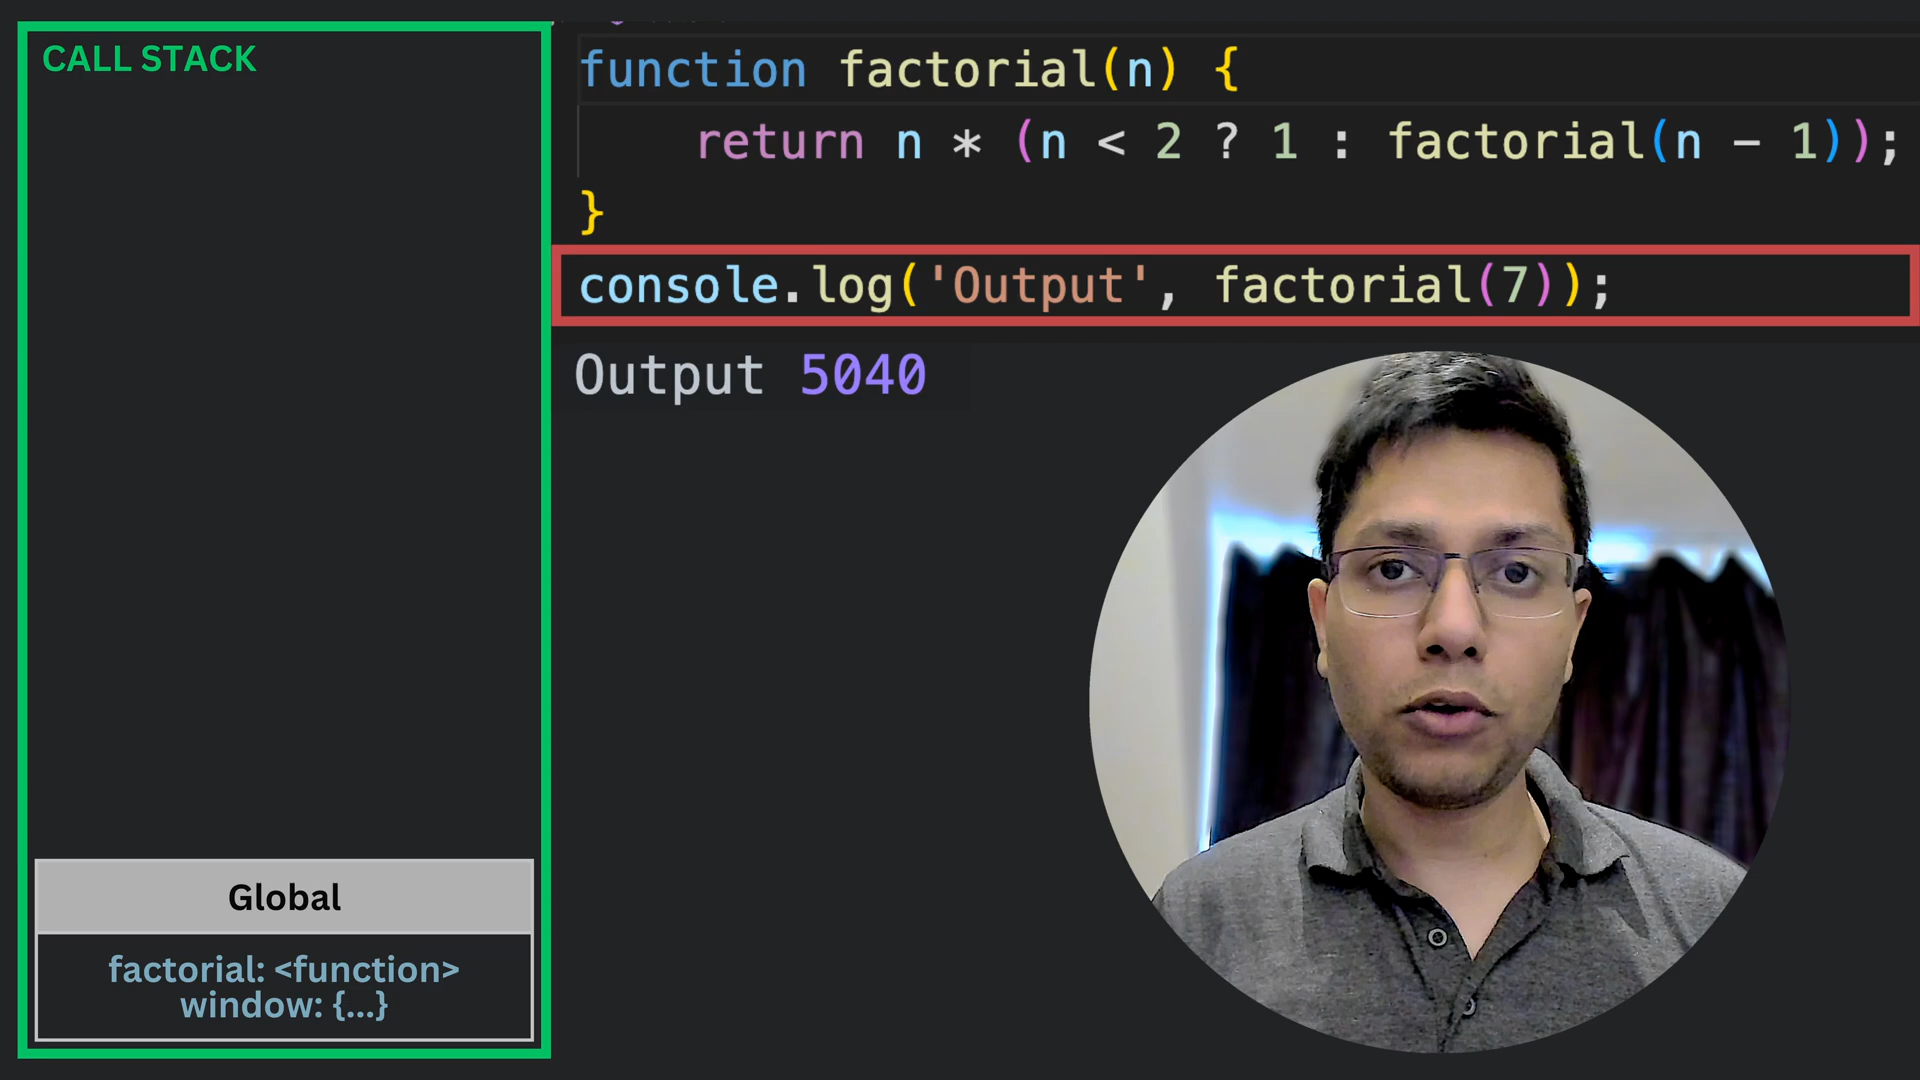 CALL STACK
function factorial(n) {
return n * (n < 2 ? 1 : factorial(n - 1));
}
console.log('Output', factorial(7));
Output 5040
Global
factorial: <function>
window: {...}